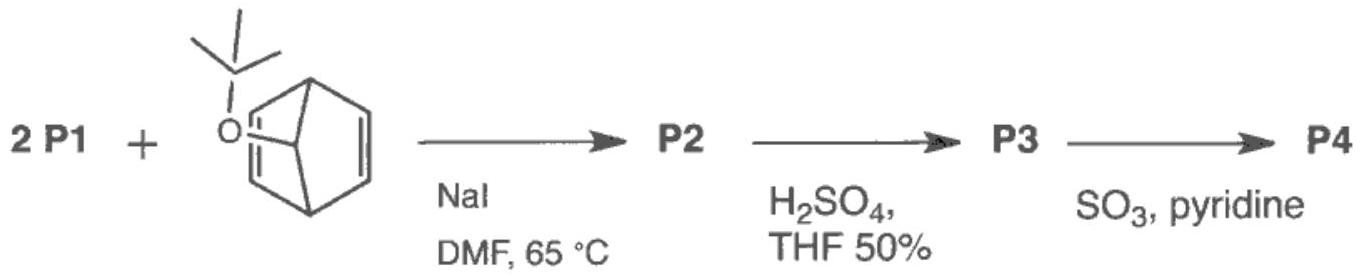 O
2 P1 + P2 P3 P4
NaI
DMF, 65 °C
H₂SO₄,
THF 50%
SO₃, pyridine